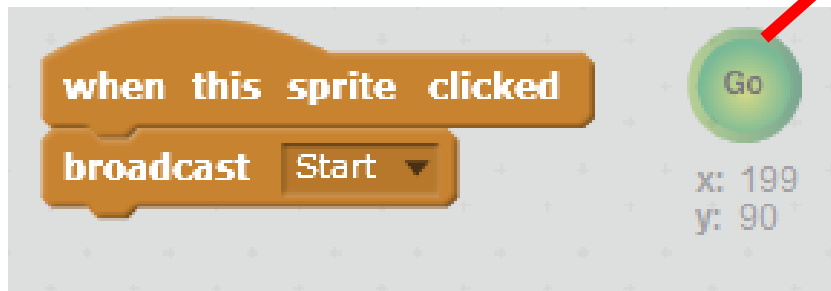 when this sprite clicked
broadcast Start
Go
x: 199
y: 90